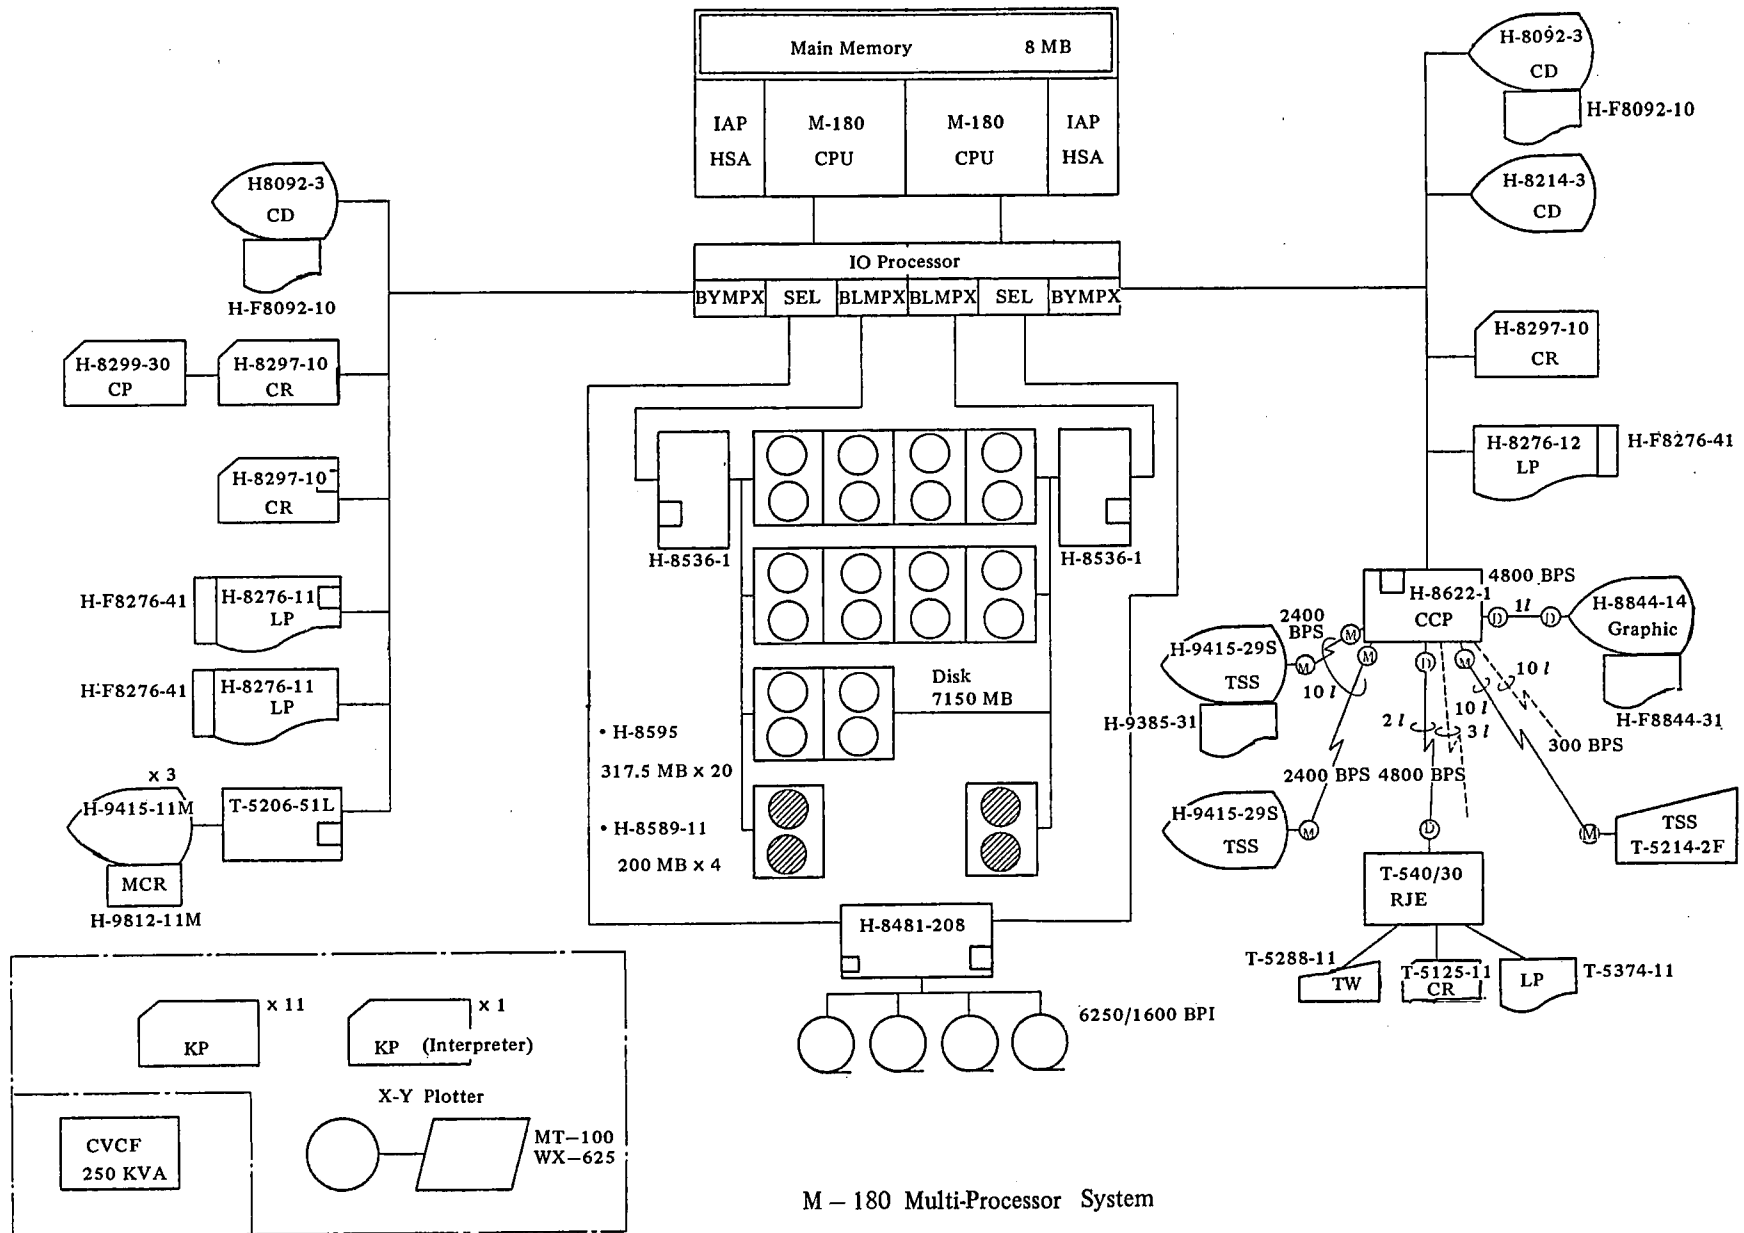 Main Memory 8 MB
IAP
HSA
M-180
CPU
M-180
CPU
IAP
HSA
IO Processor
BYMPX SEL BLMPX BLMPX SEL BYMPX
H8092-3
CD
H-F8092-10
H-8299-30
CP
H-8297-10
CR
H-8297-10
CR
H-F8276-41
H-8276-11
LP
H-F8276-41
H-8276-11
LP
x 3
H-9415-11M
T-5206-51L
MCR
H-9812-11M
H-8536-1
H-8536-1
Disk
7150 MB
• H-8595
317.5 MB x 20
• H-8589-11
200 MB x 4
H-8481-208
6250/1600 BPI
H-8092-3
CD
H-F8092-10
H-8214-3
CD
H-8297-10
CR
H-8276-12
LP
H-F8276-41
H-8622-1
CCP
4800 BPS
D
1l
D
H-8844-14
Graphic
H-F8844-31
2400
BPS
M
M
H-9415-29S
TSS
M
10 l
H-9385-31
D
M
10 l
10 l
2 l
3 l
300 BPS
2400 BPS
4800 BPS
H-9415-29S
TSS
M
D
M
TSS
T-5214-2F
T-540/30
RJE
T-5288-11
TW
T-5125-11
CR
LP
T-5374-11
x 11
KP
x 1
KP (Interpreter)
X-Y Plotter
MT-100
WX-625
CVCF
250 KVA
M – 180 Multi-Processor System